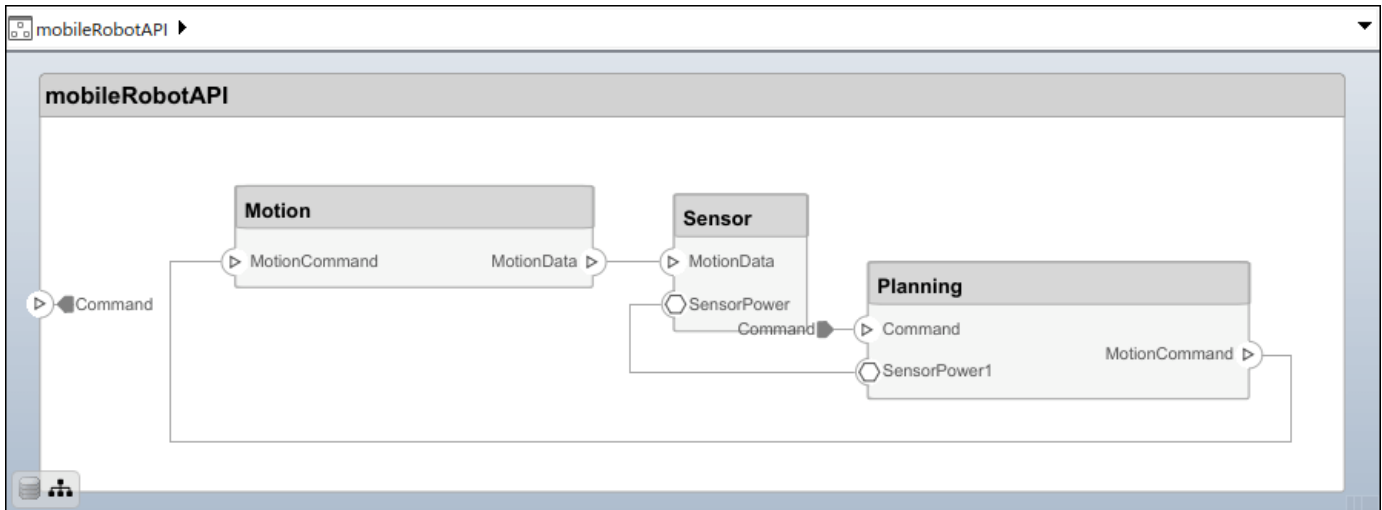 mobileRobotAPI
mobileRobotAPI
Motion
MotionCommand
MotionData
Sensor
MotionData
SensorPower
Command
Command
Planning
Command
SensorPower1
MotionCommand